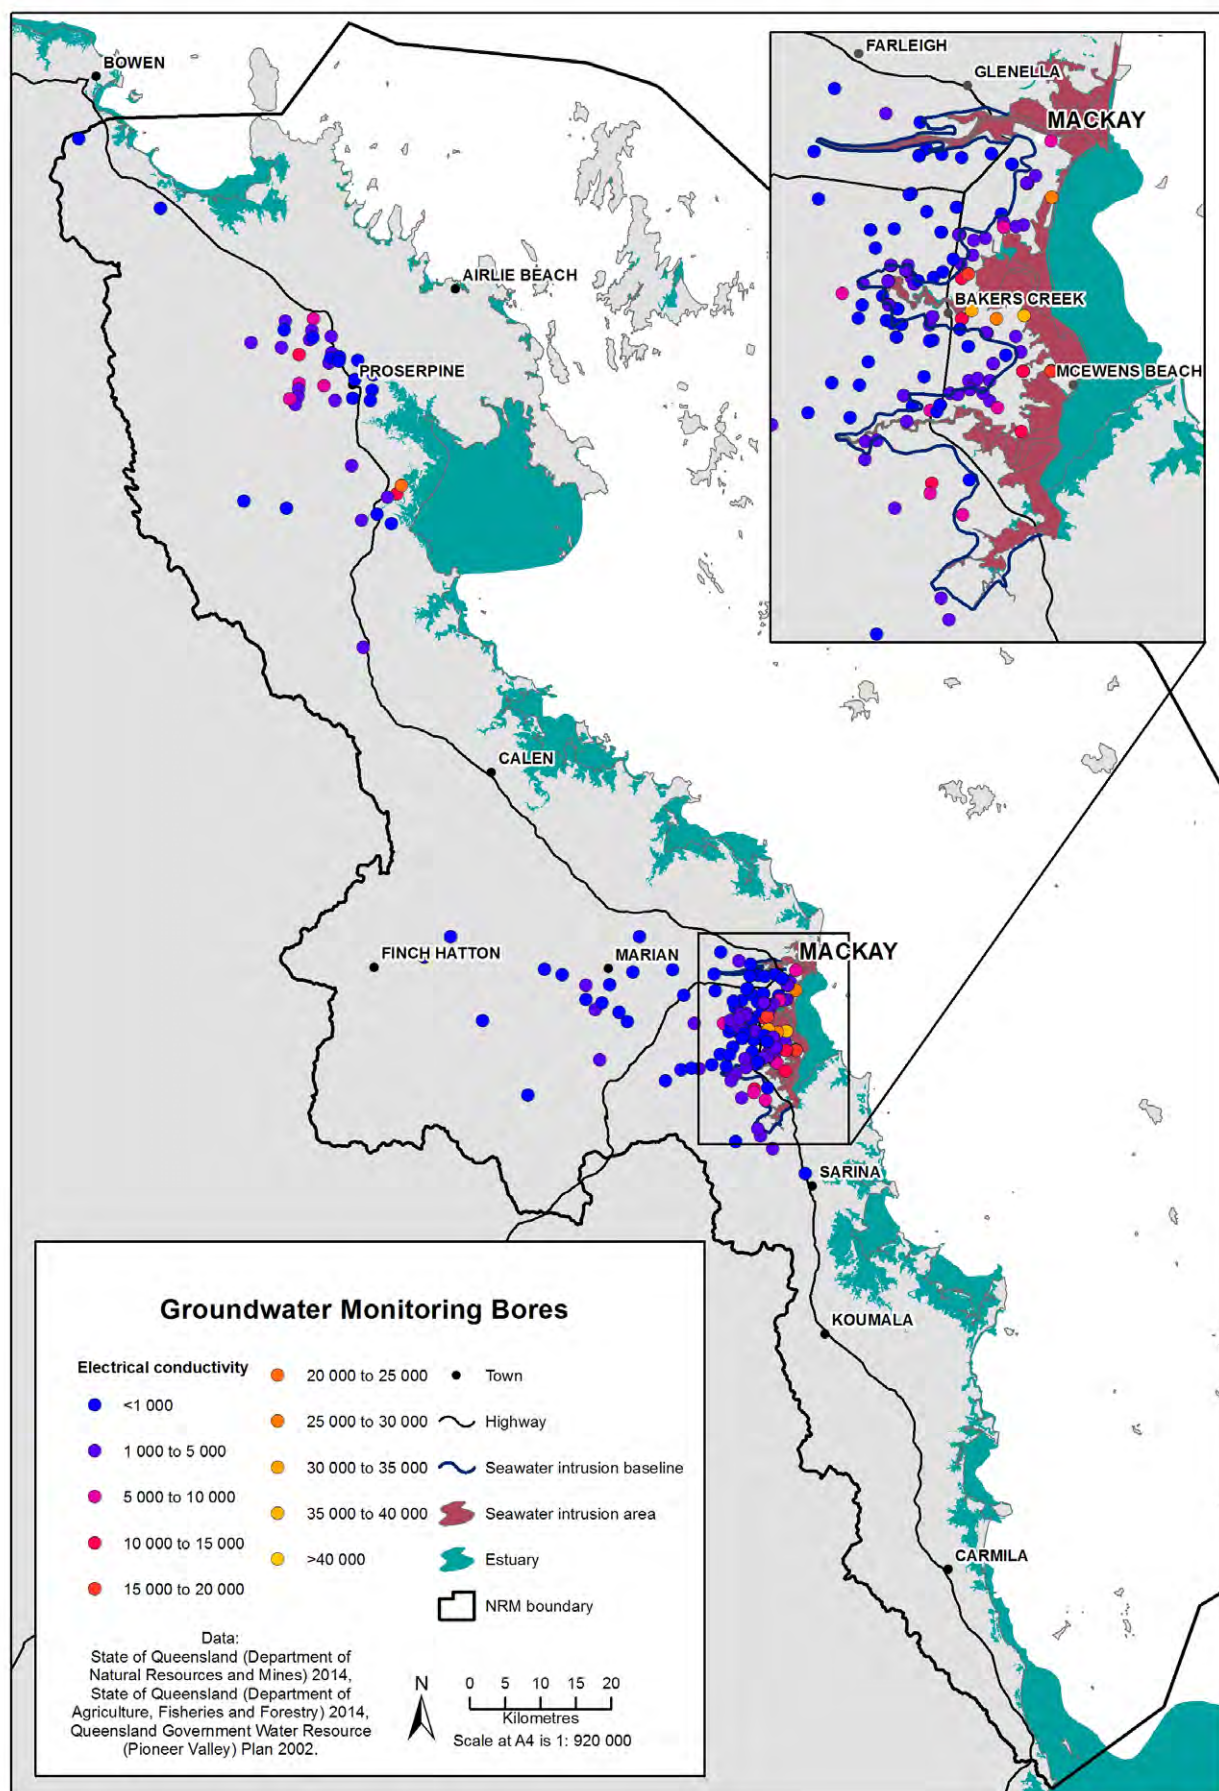 BOWEN
AIRLIE BEACH
PROSERPINE
CALEN
FINCH HATTON
MARIAN
MACKAY
SARINA
KOUMALA
CARMILA
FARLEIGH
GLENELLA
MACKAY
BAKERS CREEK
MCEWENS BEACH
Groundwater Monitoring Bores
Electrical conductivity
<1 000
1 000 to 5 000
5 000 to 10 000
10 000 to 15 000
15 000 to 20 000
20 000 to 25 000
25 000 to 30 000
30 000 to 35 000
35 000 to 40 000
>40 000
Town
Highway
Seawater intrusion baseline
Seawater intrusion area
Estuary
NRM boundary
Data:
State of Queensland (Department of
Natural Resources and Mines) 2014,
State of Queensland (Department of
Agriculture, Fisheries and Forestry) 2014,
Queensland Government Water Resource
(Pioneer Valley) Plan 2002.
N
0 5 10 15 20
Kilometres
Scale at A4 is 1: 920 000